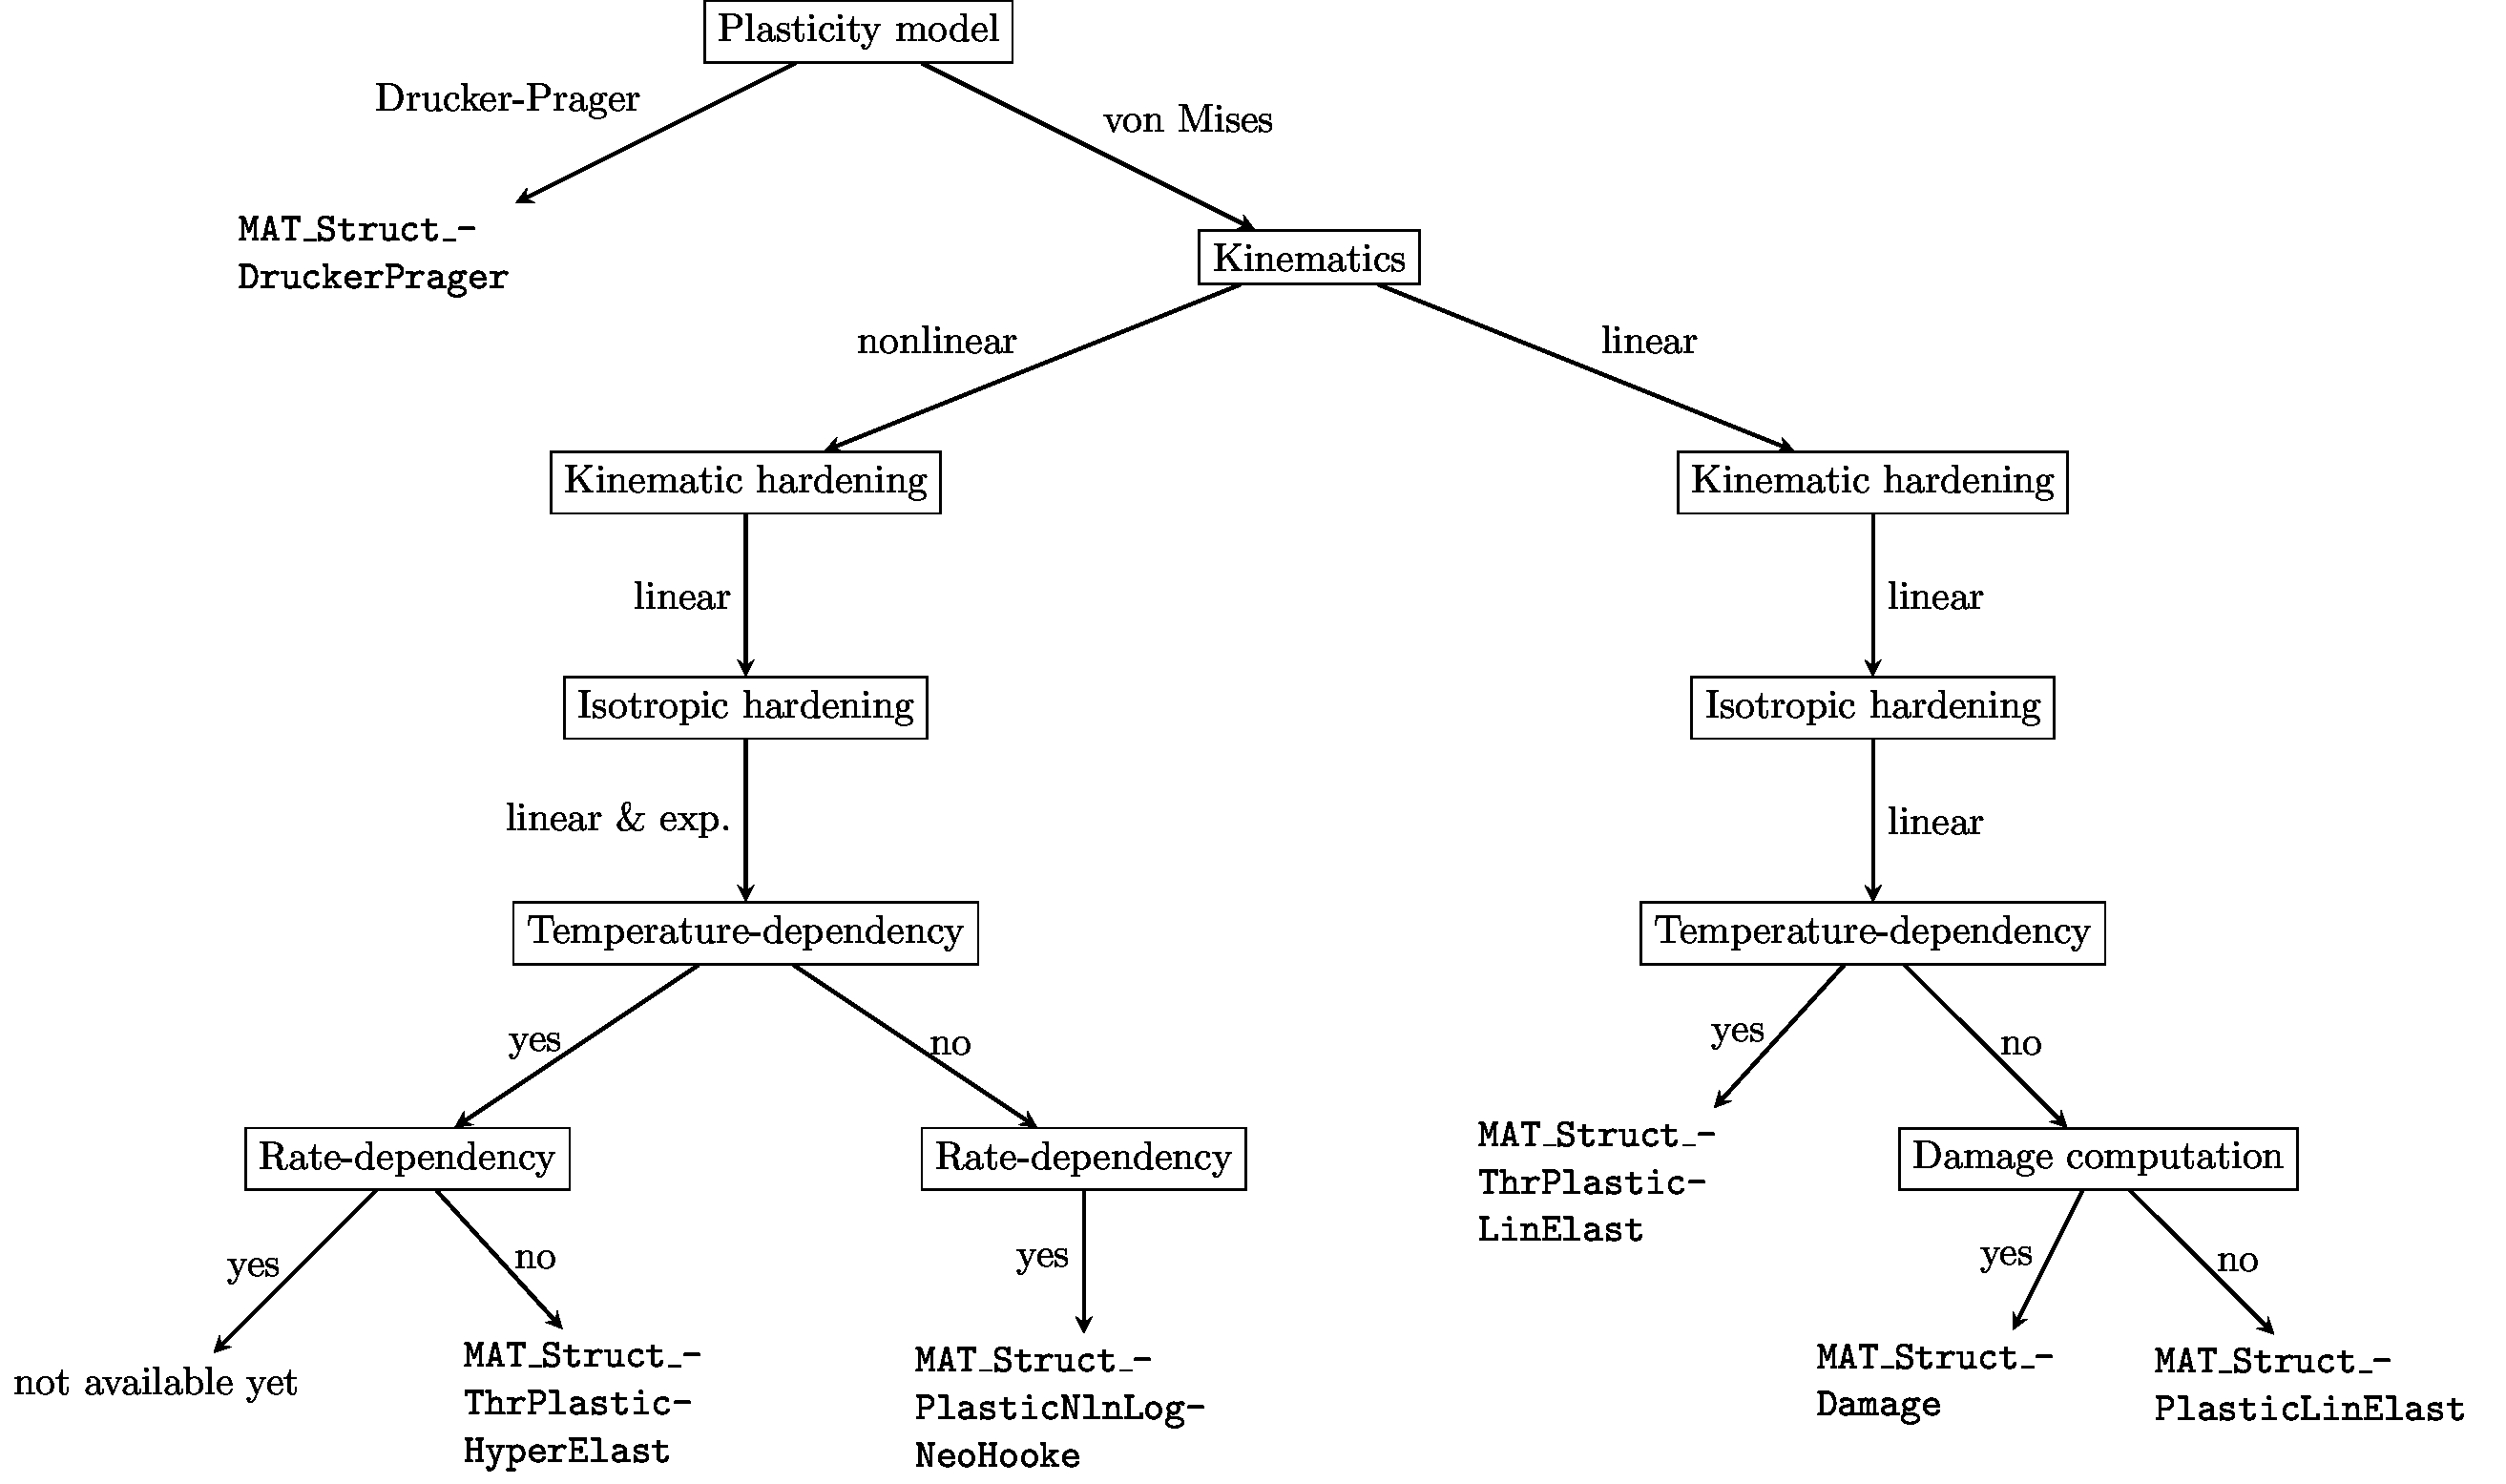 Plasticity model
Drucker-Prager
von Mises
MAT_Struct_-
DruckerPrager
Kinematics
nonlinear
linear
Kinematic hardening
Kinematic hardening
linear
linear
Isotropic hardening
Isotropic hardening
linear & exp.
linear
Temperature-dependency
Temperature-dependency
yes
no
yes
no
Rate-dependency
Rate-dependency
MAT_Struct_-
ThrPlastic-
LinElast
Damage computation
yes
no
yes
yes
no
not available yet
MAT_Struct_-
ThrPlastic-
HyperElast
MAT_Struct_-
PlasticNlnLog-
NeoHooke
MAT_Struct_-
Damage
MAT_Struct_-
PlasticLinElast